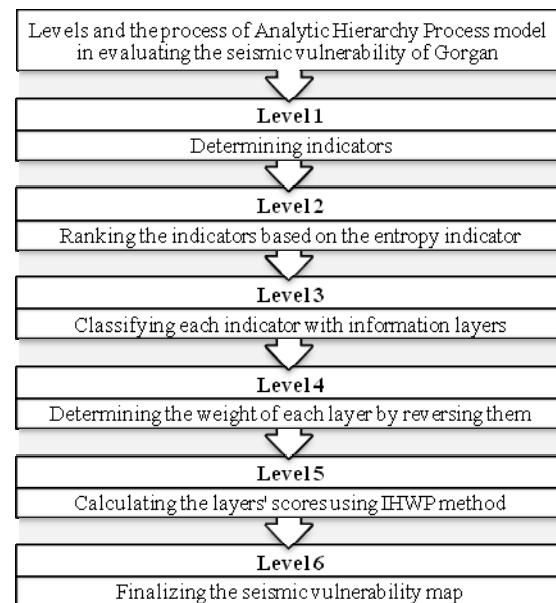 Levels and the process of Analytic Hierarchy Process model
in evaluating the seismic vulnerability of Gorgan
Level 1
Determining indicators
Level 2
Ranking the indicators based on the entropy indicator
Level 3
Classifying each indicator with information layers
Level 4
Determining the weight of each layer by reversing them
Level 5
Calculating the layers' scores using IHWP method
Level 6
Finalizing the seismic vulnerability map